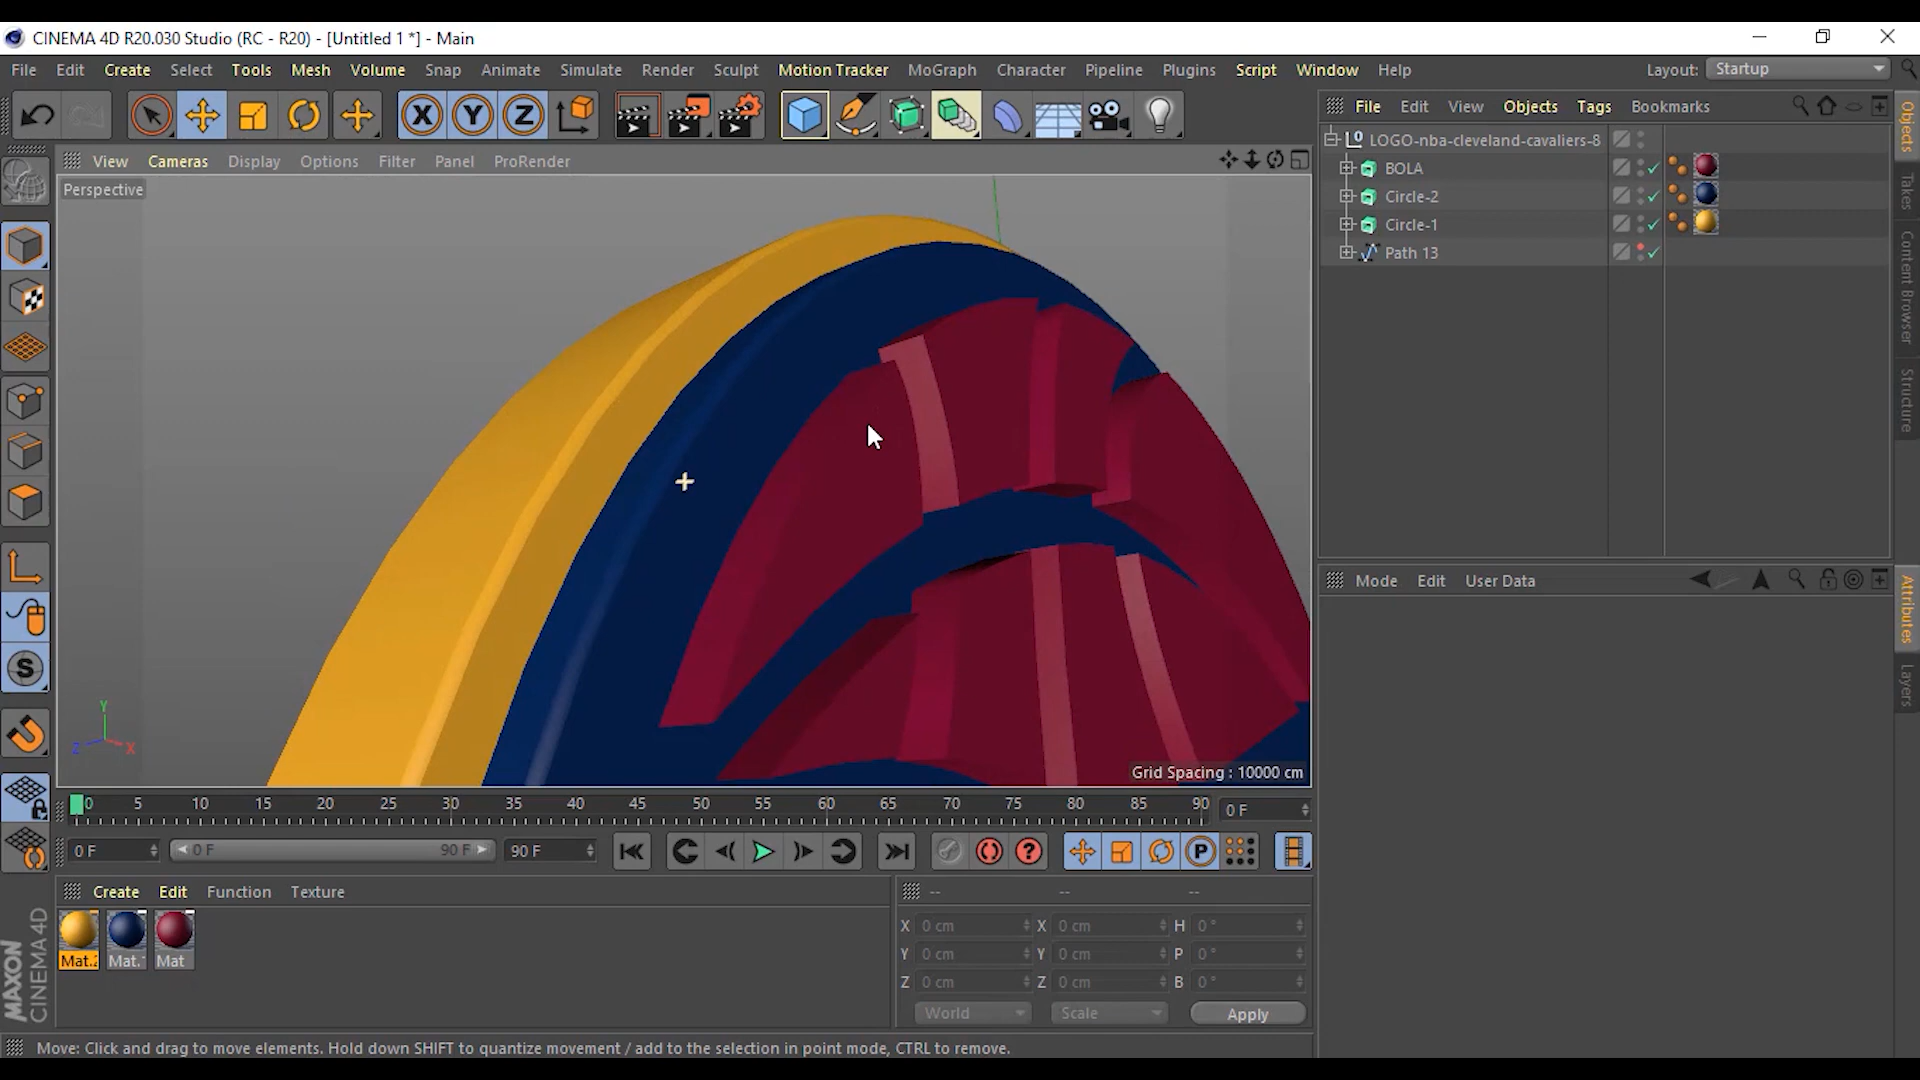 CINEMA 4D R20.030 Studio (RC - R20) - [Untitled 1 *] - Main
File Edit Create Select Tools Mesh Volume Snap Animate Simulate Render Sculpt Motion Tracker MoGraph Character Pipeline Plugins Script Window Help Layout: Startup
X Y Z
File Edit View Objects Tags Bookmarks
LOGO-nba-cleveland-cavaliers-8
BOLA
Circle-2
Circle-1
Path 13
Objects
Takes
Content Browser
Structure
View Cameras Display Options Filter Panel ProRender
Perspective
Y
Z X
Grid Spacing : 10000 cm
S
Mode Edit User Data
Attributes
Layers
0 5 10 15 20 25 30 35 40 45 50 55 60 65 70 75 80 85 90 0 F
0 F 0 F 90 F 90 F ? P
Create Edit Function Texture
Mat.2 Mat.1 Mat
-- -- --
X 0 cm X 0 cm H 0 °
Y 0 cm Y 0 cm P 0 °
Z 0 cm Z 0 cm B 0 °
World Scale Apply
MAXON
CINEMA 4D
Move: Click and drag to move elements. Hold down SHIFT to quantize movement / add to the selection in point mode, CTRL to remove.